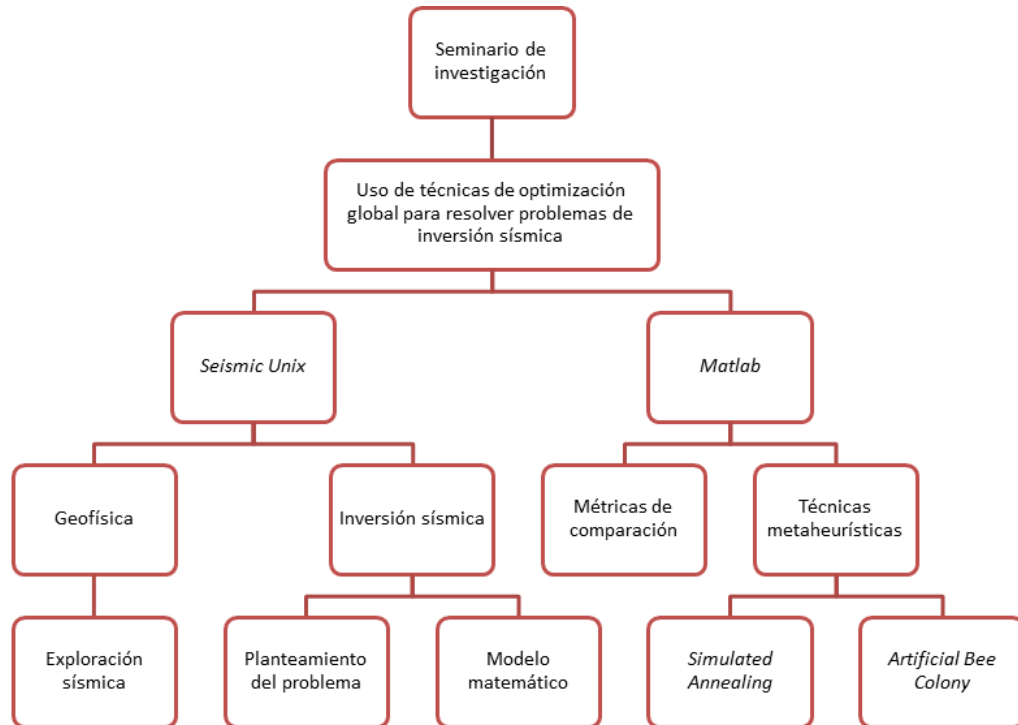 Seminario de
investigación
Uso de técnicas de optimización
global para resolver problemas de
inversión sísmica
Seismic Unix
Matlab
Geofísica
Inversión sísmica
Métricas de
comparación
Técnicas
metaheurísticas
Exploración
sísmica
Planteamiento
del problema
Modelo
matemático
Simulated
Annealing
Artificial Bee
Colony